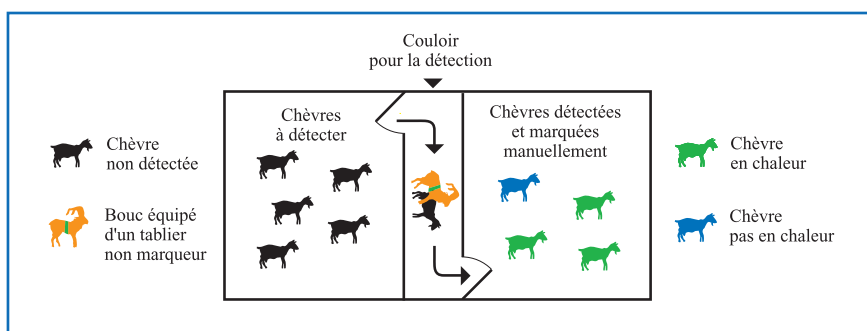 Couloir
pour la détection
Chèvre
non détectée
Bouc équipé
d'un tablier
non marqueur
Chèvres
à détecter
Chèvres détectées
et marquées
manuellement
Chèvre
en chaleur
Chèvre
pas en chaleur